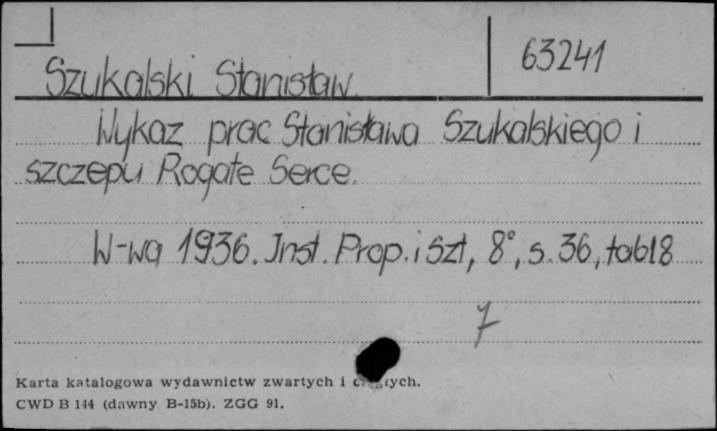 63241
Szukalski Stanisław.
Wykaz prac Stanisława Szukalskiego i
szczepu Rogate Serce.
W-wa 1936. Inst. Prop. i Szt, 8°, s. 36, tabl 8
7
Karta katalogowa wydawnictw zwartych i
CWD B 144 (dawny B-15b). ZGG 91.